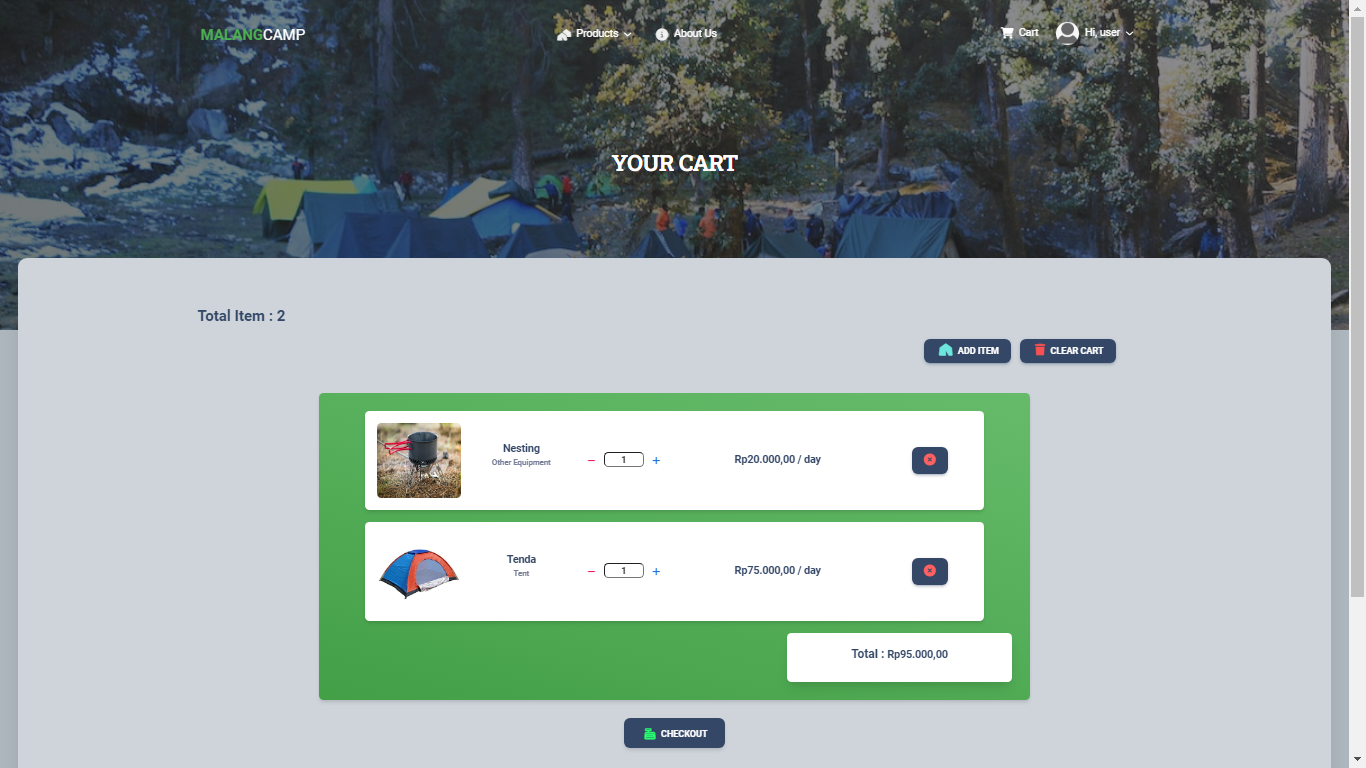 MALANGCAMP
Products
About Us
Cart
Hi, user
YOUR CART
Total Item : 2
ADD ITEM
CLEAR CART
Nesting
Other Equipment
− 1 +
Rp20.000,00 / day
Tenda
Tent
− 1 +
Rp75.000,00 / day
Total : Rp95.000,00
CHECKOUT